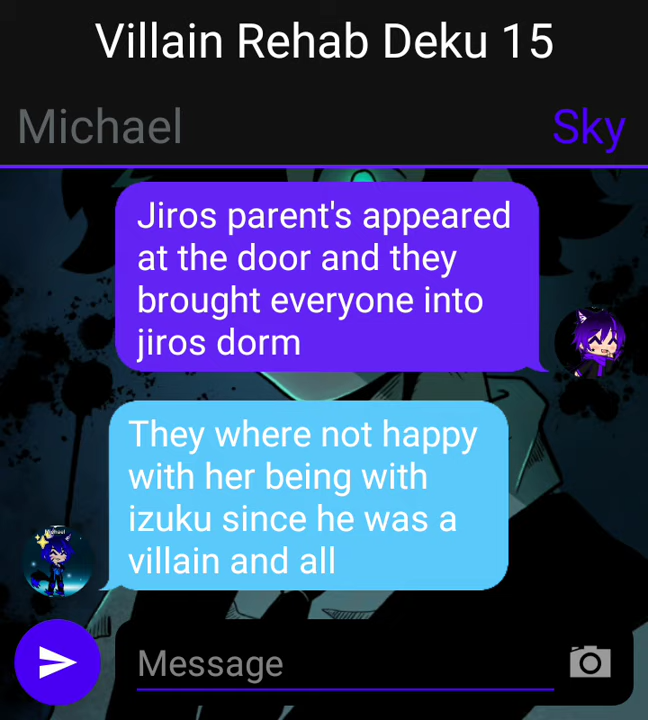 Villain Rehab Deku 15
Michael
Sky
Jiros parent's appeared
at the door and they
brought everyone into
jiros dorm
They where not happy
with her being with
izuku since he was a
villain and all
Michael
Message